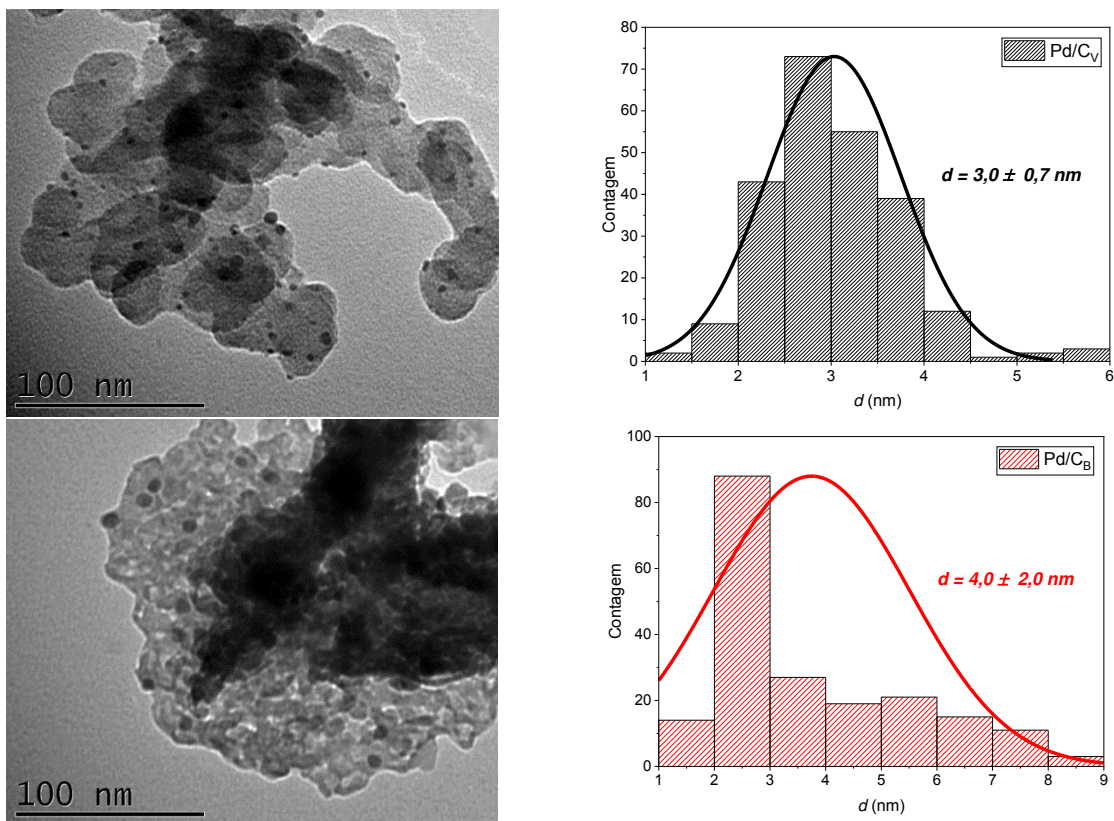 100 nm
80
70
60
50
40
30
20
10
0
Contagem
Pd/C_V
d = 3,0 ± 0,7 nm
1 2 3 4 5 6
d (nm)
100 nm
100
80
60
40
20
0
Contagem
Pd/C_B
d = 4,0 ± 2,0 nm
1 2 3 4 5 6 7 8 9
d (nm)